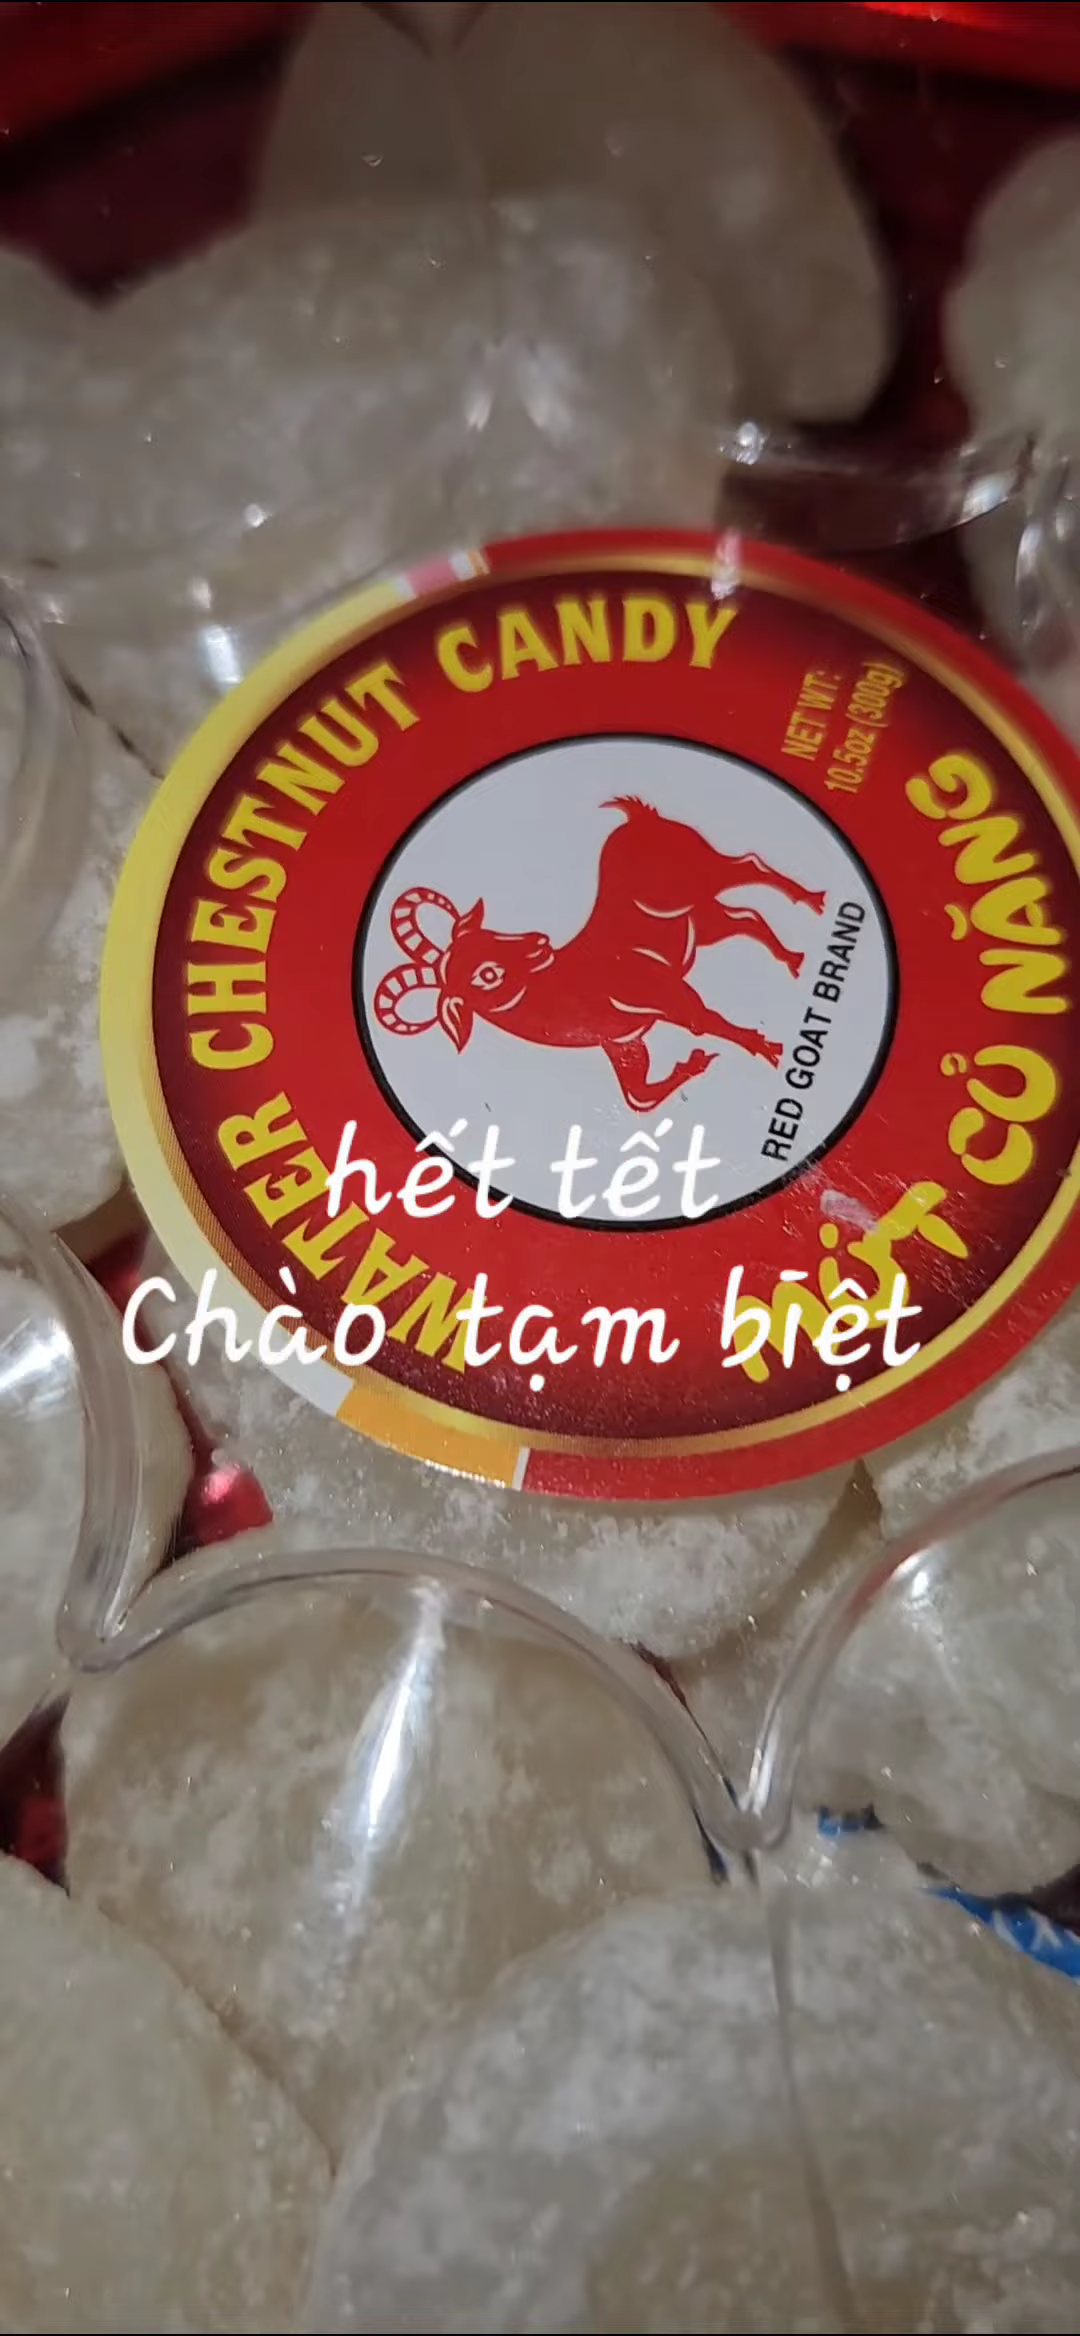 WATER CHESTNUT CANDY
NET WT:
10.5oz (300g)
MỨT CỦ NĂNG
RED GOAT BRAND
hết tết
Chào tạm biệt